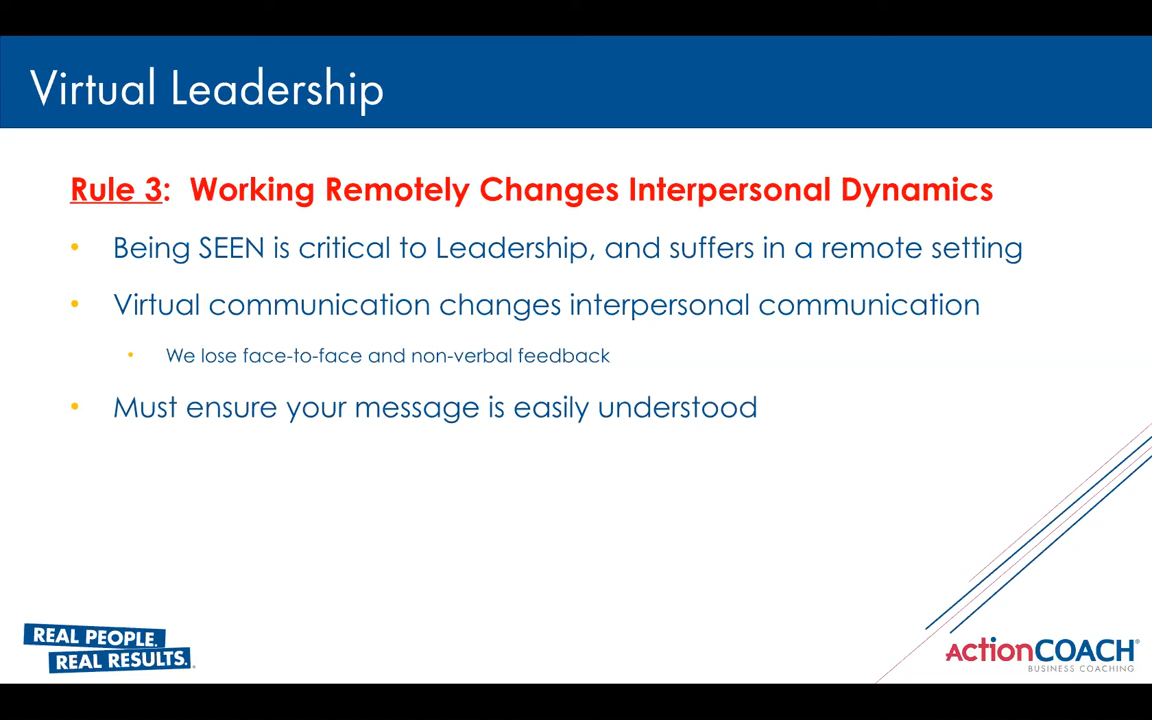 Virtual Leadership
Rule 3:  Working Remotely Changes Interpersonal Dynamics
• Being SEEN is critical to Leadership, and suffers in a remote setting
• Virtual communication changes interpersonal communication
• We lose face-to-face and non-verbal feedback
• Must ensure your message is easily understood
REAL PEOPLE.
REAL RESULTS.
ActionCOACH®
BUSINESS COACHING